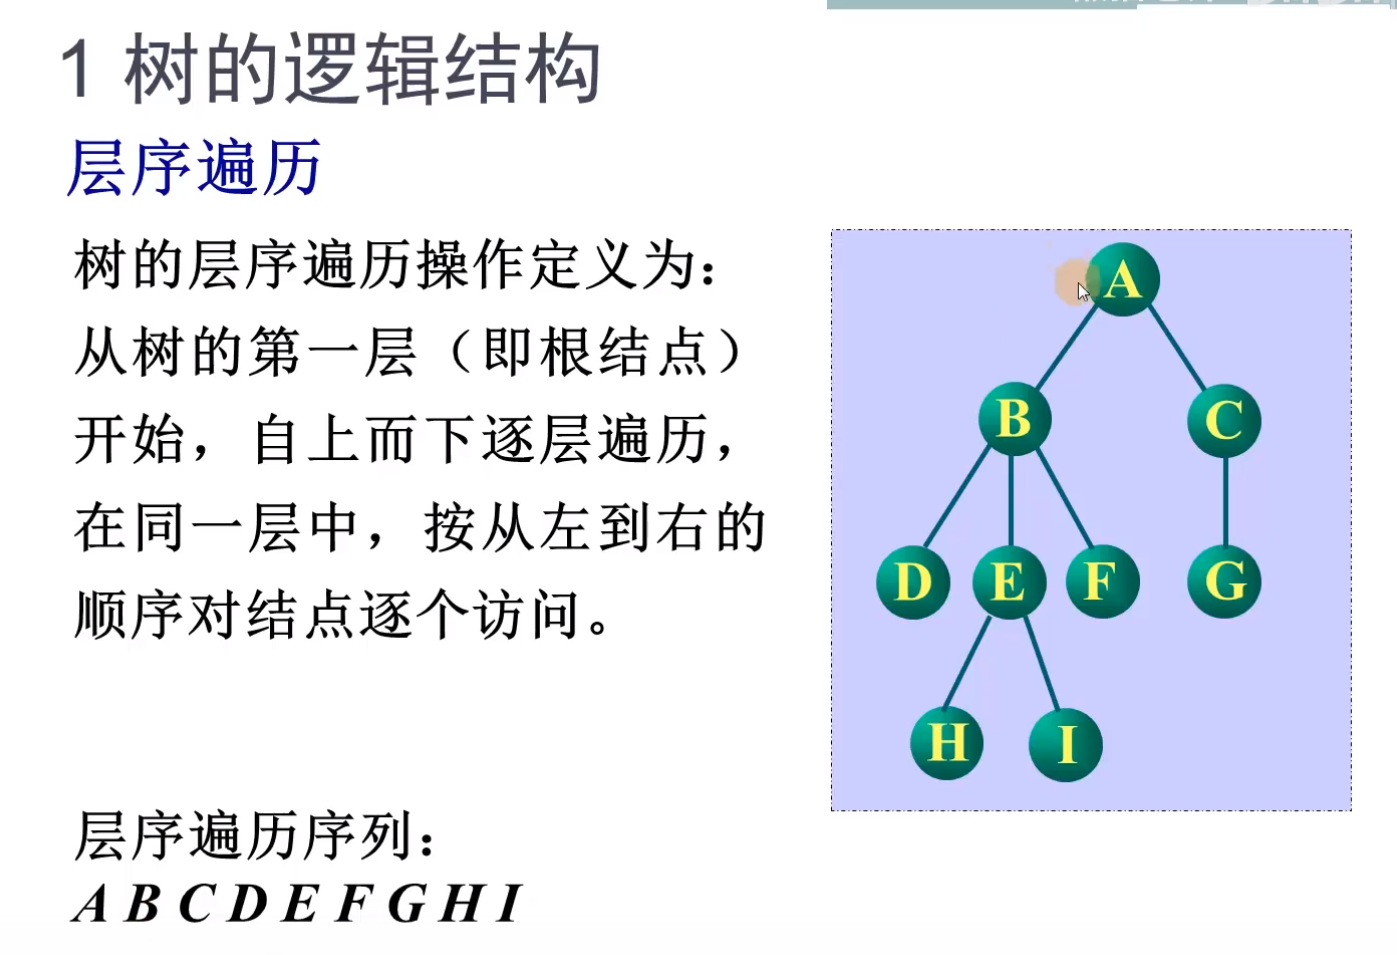 1 树的逻辑结构
层序遍历
树的层序遍历操作定义为：
从树的第一层（即根结点）
开始，自上而下逐层遍历，
在同一层中，按从左到右的
顺序对结点逐个访问。
层序遍历序列：
A B C D E F G H I
A
B
C
D
E
F
G
H
I